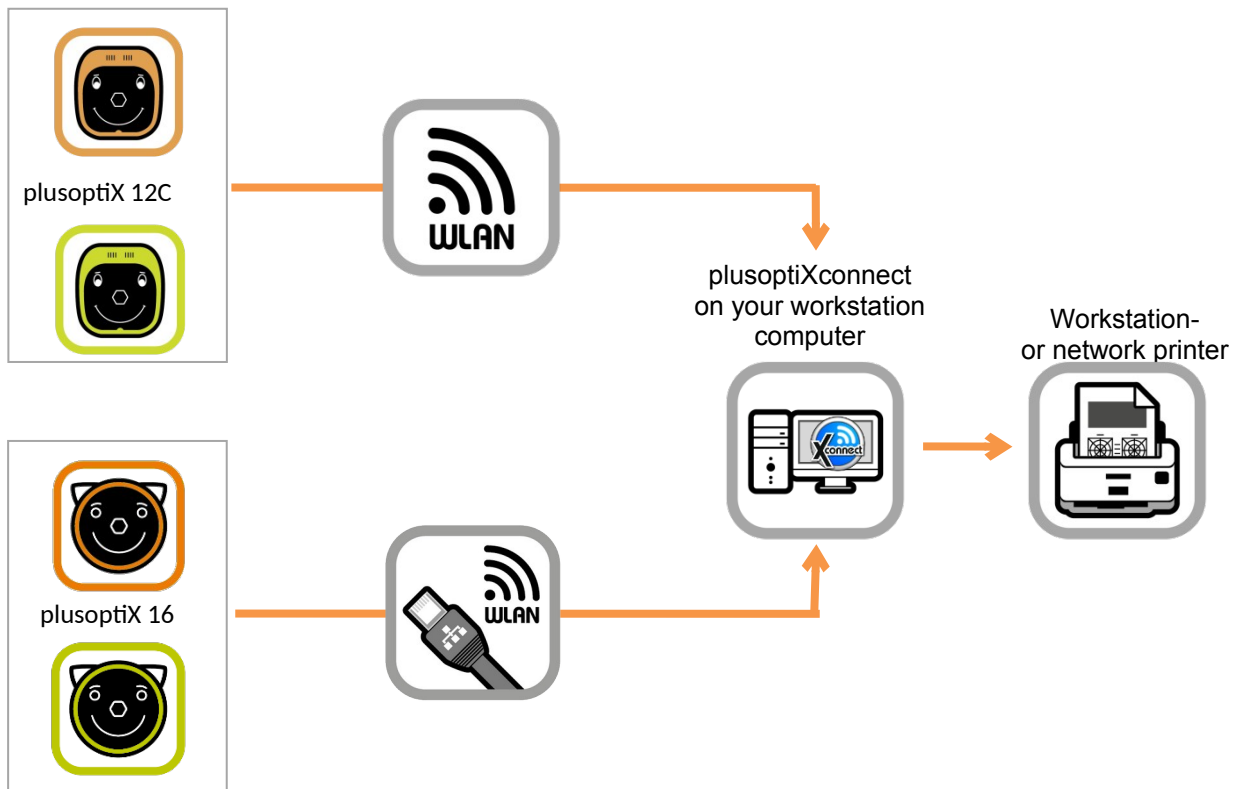 plusoptiX 12C
WLAN
plusoptiXconnect
on your workstation
computer
Workstation-
or network printer
Xconnect
plusoptiX 16
WLAN